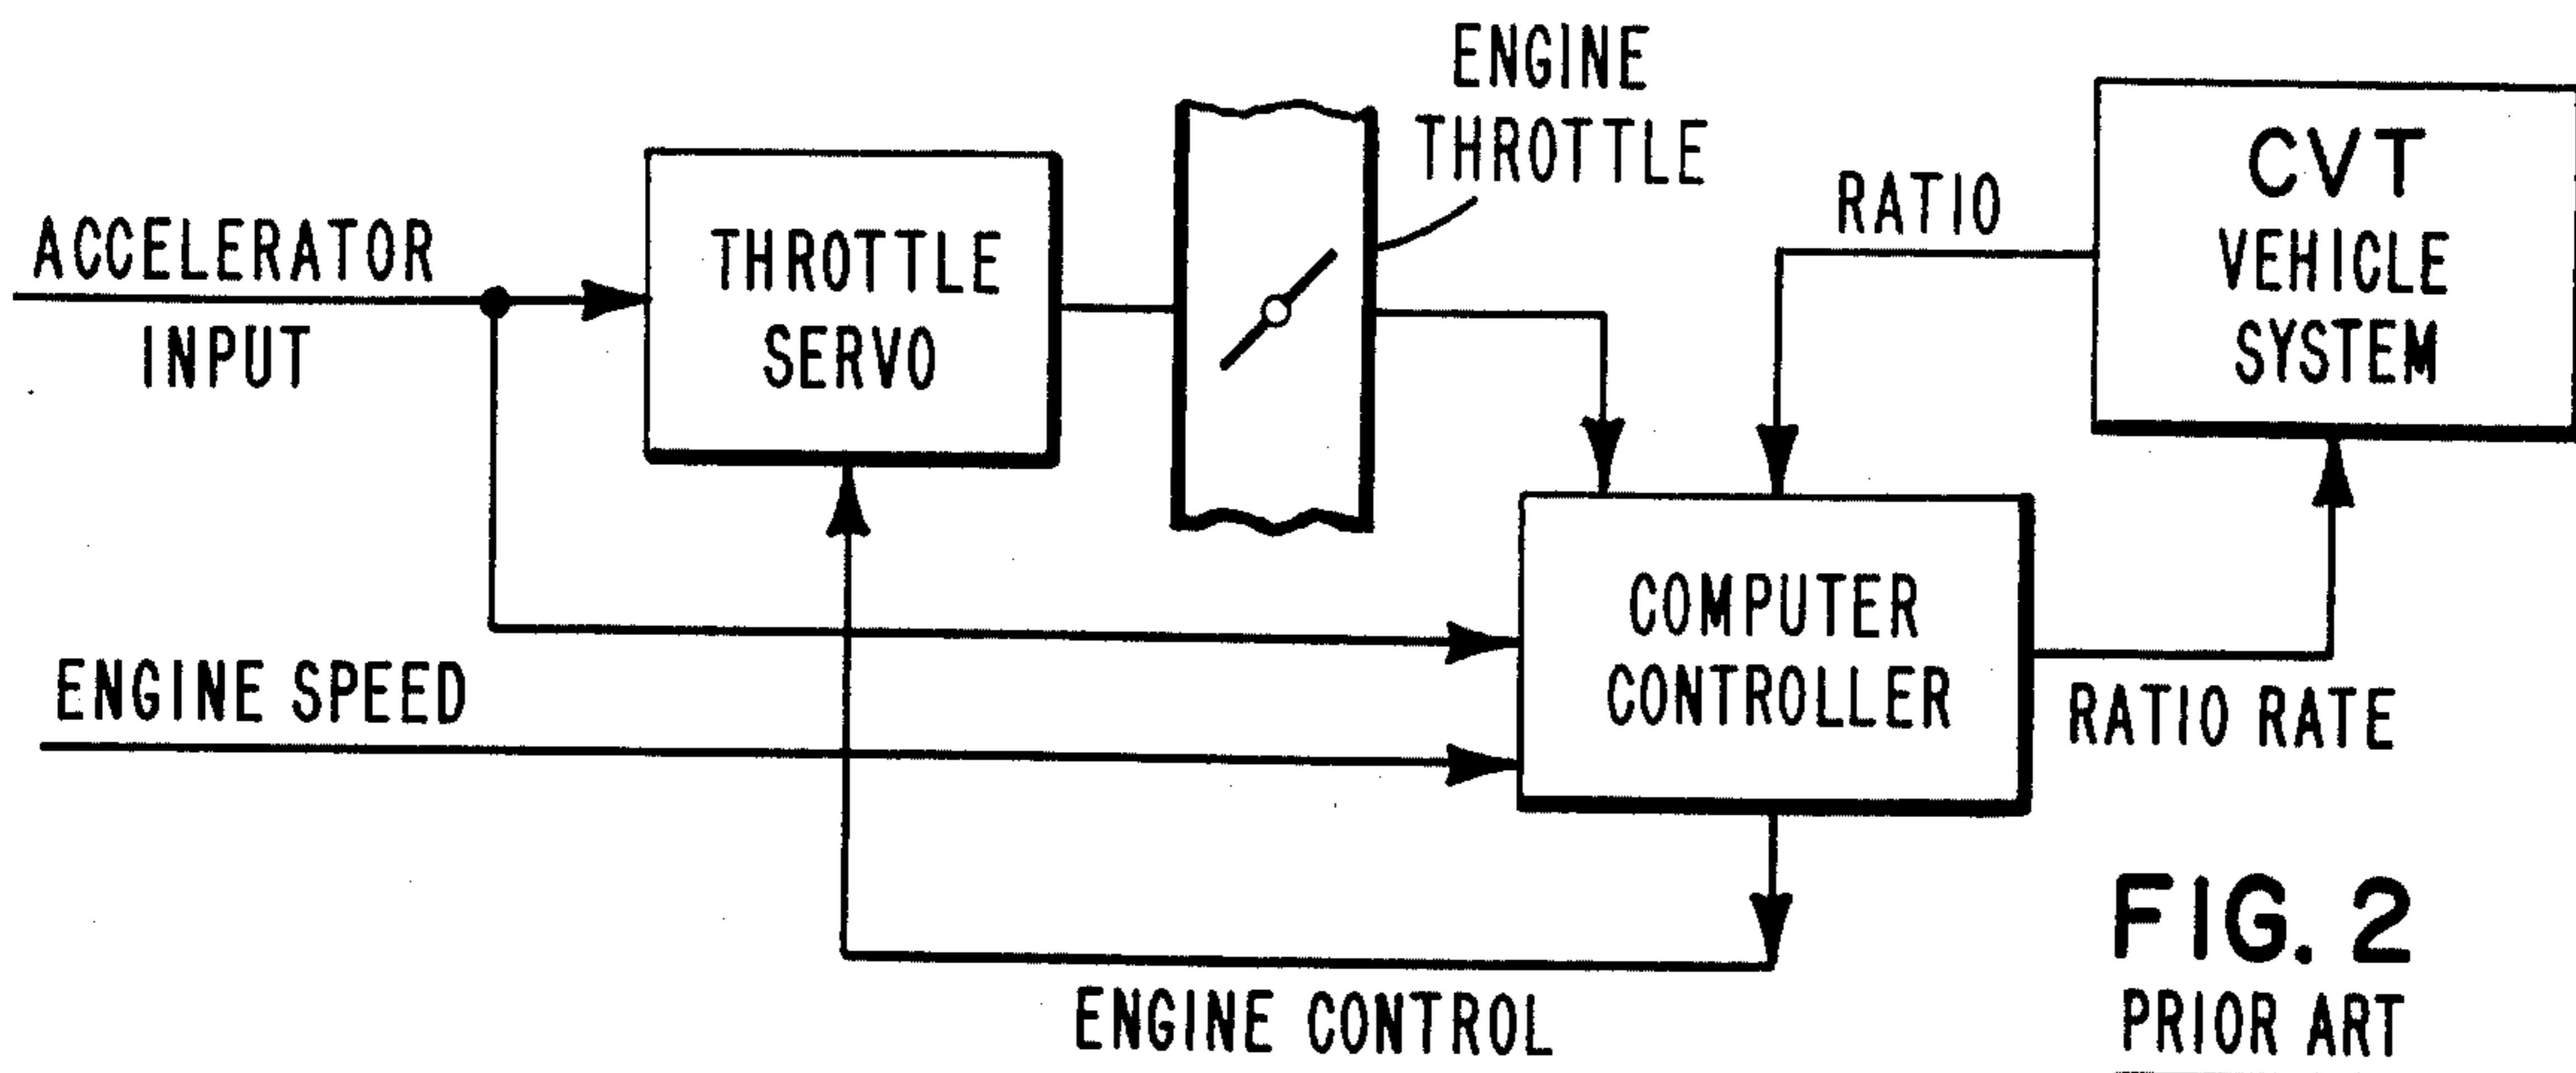 ENGINE
THROTTLE
ACCELERATOR
INPUT
THROTTLE
SERVO
RATIO
CVT
VEHICLE
SYSTEM
ENGINE SPEED
COMPUTER
CONTROLLER
RATIO RATE
ENGINE CONTROL
FIG. 2
PRIOR ART